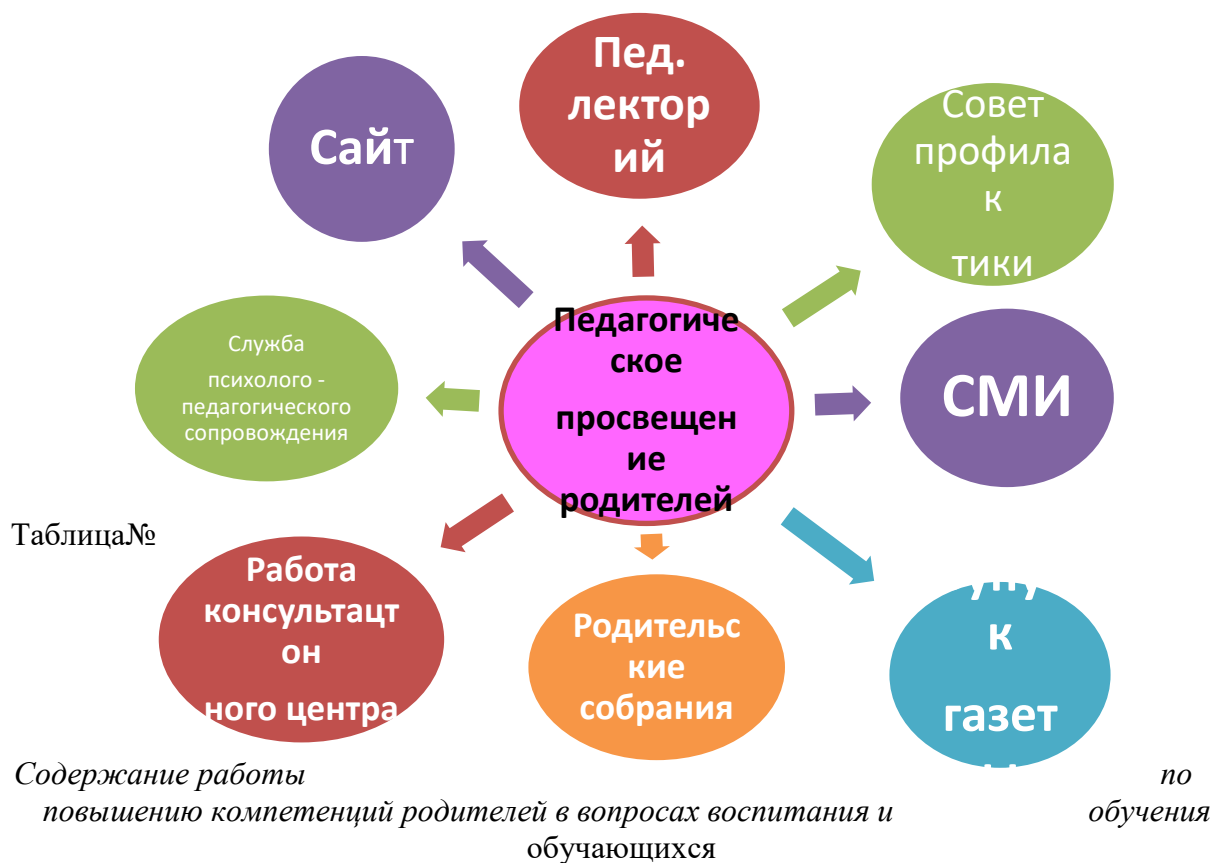 Пед.
лектор
ий
Сайт
Совет
профилак
тики
Служба
психолого -
педагогического
сопровождения
Педагогиче
ское
просвещен
ие
родителей
СМИ
Таблица№
Работа
консультацт
он
ного центра
Родительс
кие
собрания
к
газет
Содержание работы по
повышению компетенций родителей в вопросах воспитания и обучения
обучающихся